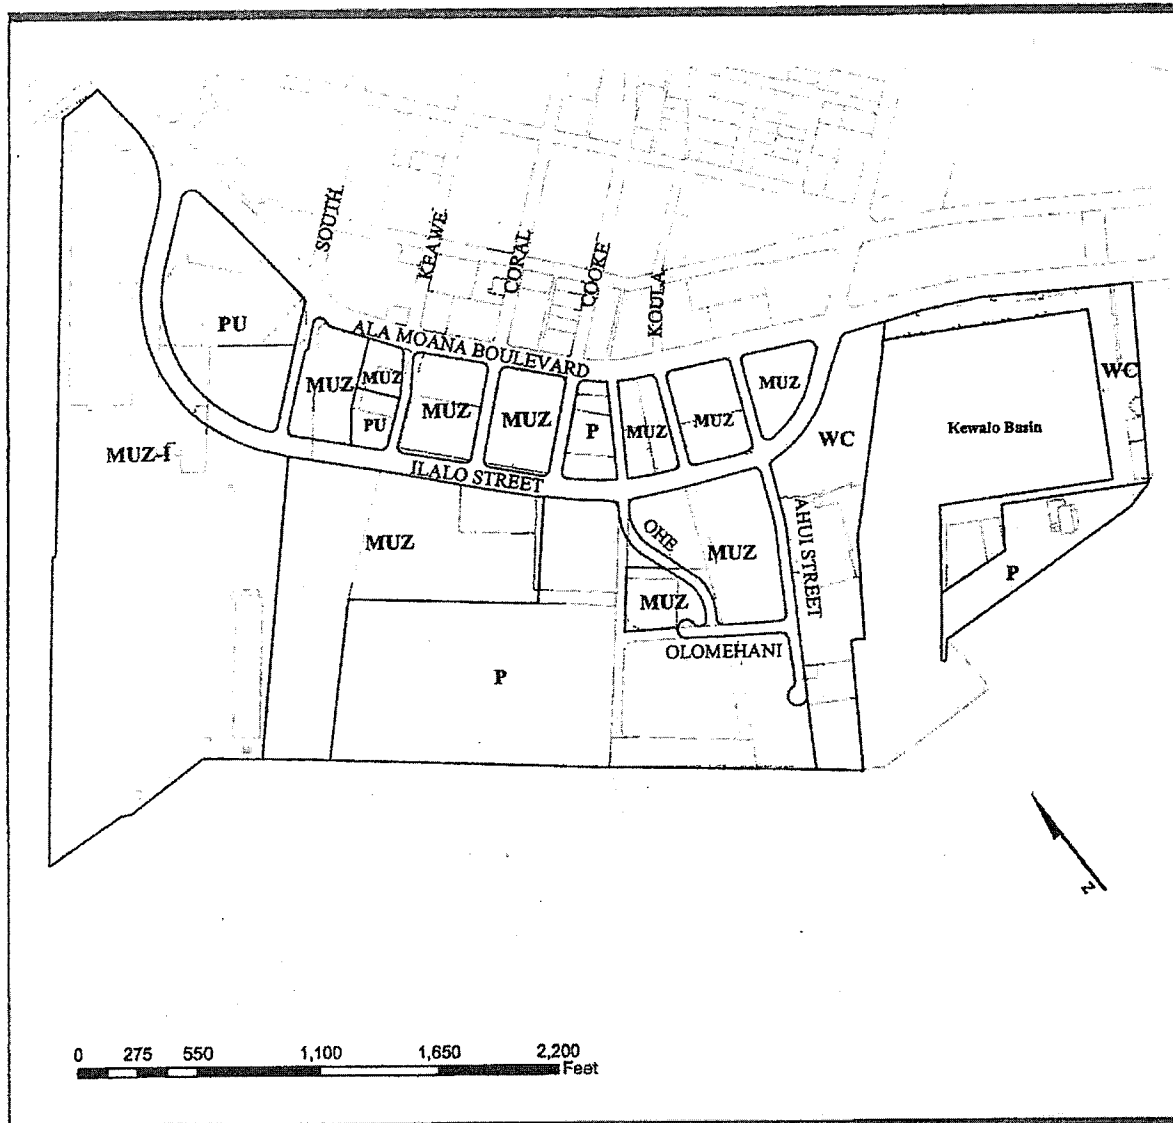 SOUTH
KEAWE
CORAL
COOKE
KOULA
PU
ALA MOANA BOULEVARD
MUZ
MUZ
MUZ
MUZ
PU
P
MUZ
MUZ
MUZ
WC
WC
Kewalo Basin
MUZ-f
ILALO STREET
MUZ
OHE
MUZ
AHUI STREET
MUZ
P
OLOMEHANI
P
Z
0 275 550 1,100 1,650 2,200
Feet